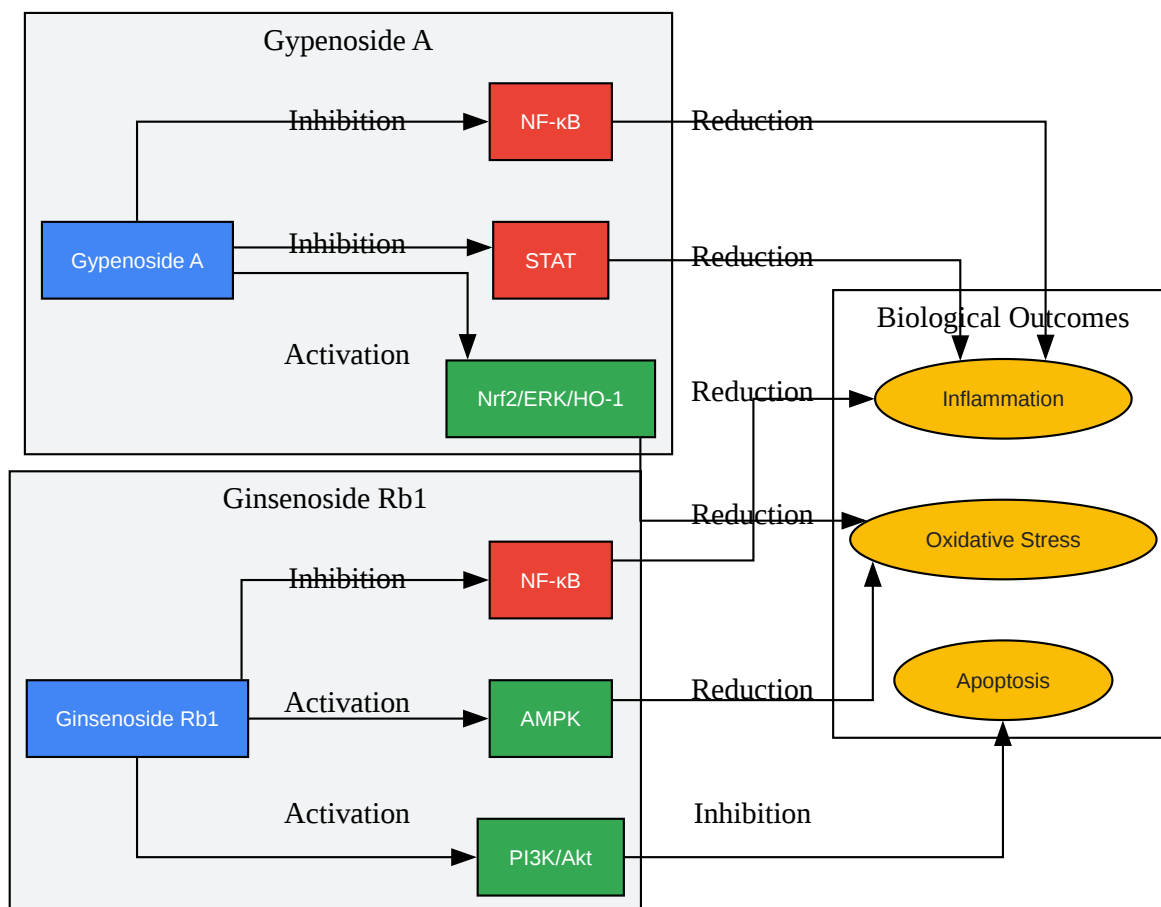 Gypenoside A
Inhibition
NF-κB
Reduction
Gypenoside A
Inhibition
STAT
Reduction
Biological Outcomes
Activation
Nrf2/ERK/HO-1
Reduction
Inflammation
Ginsenoside Rb1
Reduction
Oxidative Stress
Inhibition
NF-κB
Ginsenoside Rb1
Activation
AMPK
Reduction
Apoptosis
Activation
PI3K/Akt
Inhibition